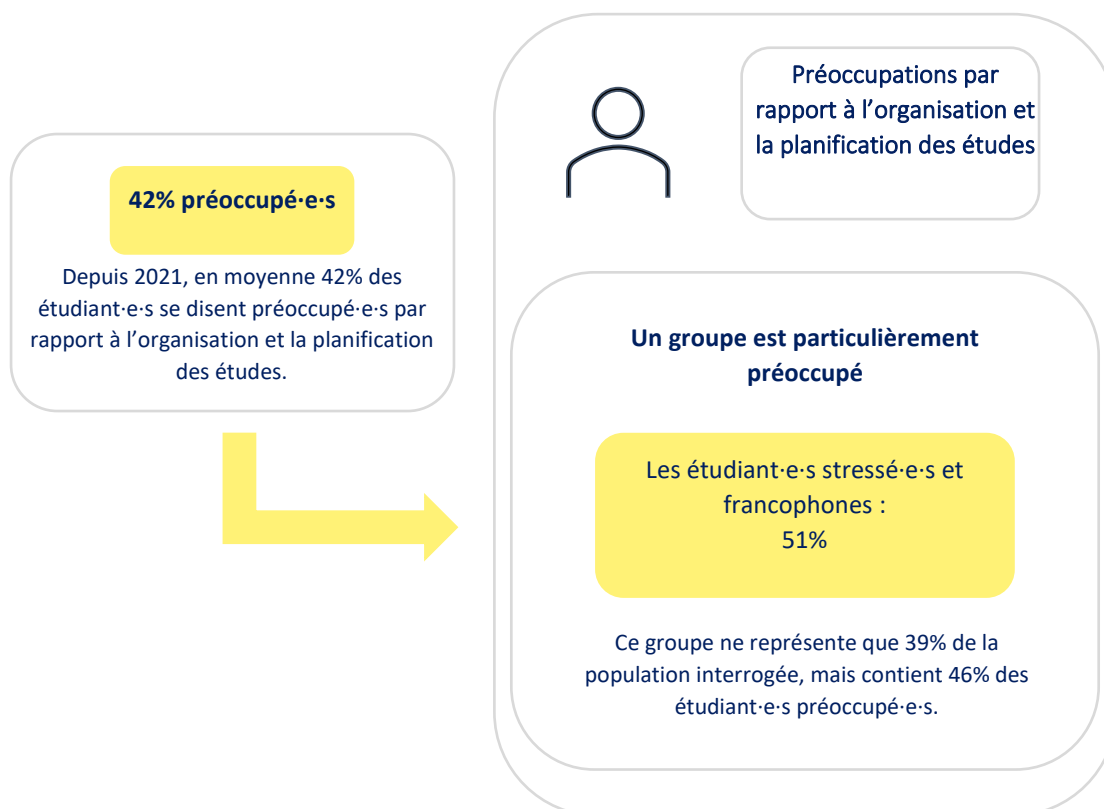 42% préoccupé·e·s
Depuis 2021, en moyenne 42% des
étudiant·e·s se disent préoccupé·e·s par
rapport à l’organisation et la planification
des études.
Préoccupations par
rapport à l’organisation et
la planification des études
Un groupe est particulièrement
préoccupé
Les étudiant·e·s stressé·e·s et
francophones :
51%
Ce groupe ne représente que 39% de la
population interrogée, mais contient 46% des
étudiant·e·s préoccupé·e·s.